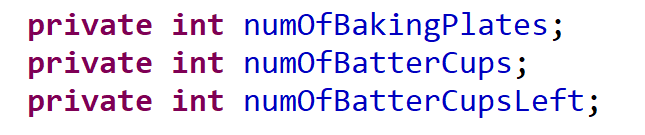 private int numOfBakingPlates;
private int numOfBatterCups;
private int numOfBatterCupsLeft;